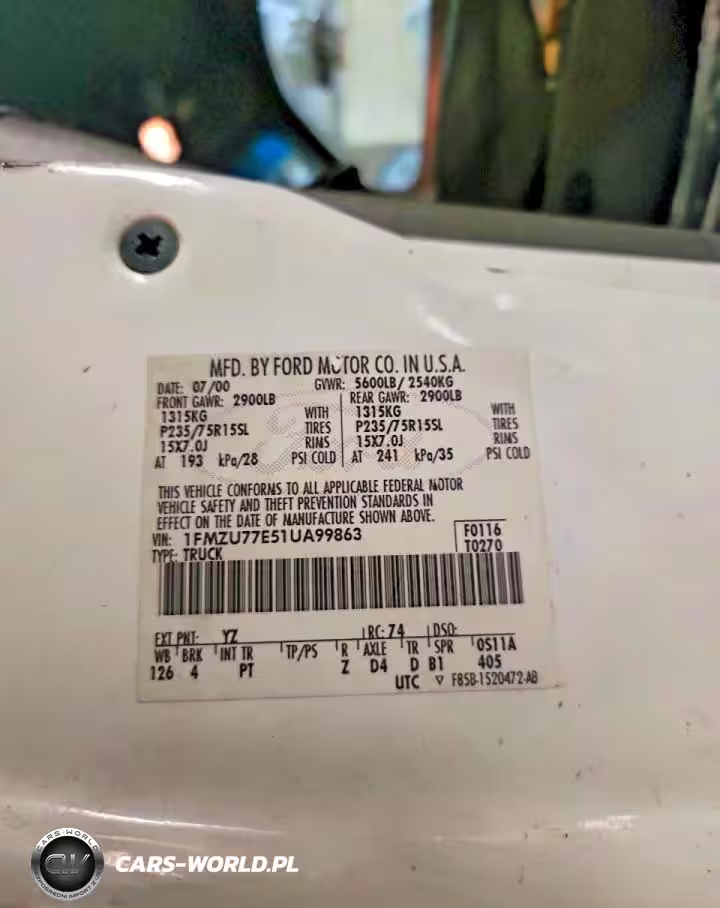 MFD. BY FORD MOTOR CO. IN U.S.A.
DATE: 07/00 GVWR: 5600LB/ 2540KG
FRONT GAWR: 2900LB REAR GAWR: 2900LB
1315KG WITH 1315KG WITH
P235/75R15SL TIRES P235/75R15SL TIRES
15X7.0J RIMS 15X7.0J RIMS
AT 193 kPa/28 PSI COLD AT 241 kPa/35 PSI COLD
THIS VEHICLE CONFORMS TO ALL APPLICABLE FEDERAL MOTOR
VEHICLE SAFETY AND THEFT PREVENTION STANDARDS IN
EFFECT ON THE DATE OF MANUFACTURE SHOWN ABOVE.
VIN: 1FMZU77E51UA99863 F0116
TYPE: TRUCK T0270
EXT PNT: YZ RC: 74 DSO:
WB BRK INT TR TP/PS R AXLE TR SPR 0S11A
126 4 PT Z D4 D B1 405
UTC ▽ F85B-1520472-AB
CARS-WORLD
CW
CARS-WORLD.PL